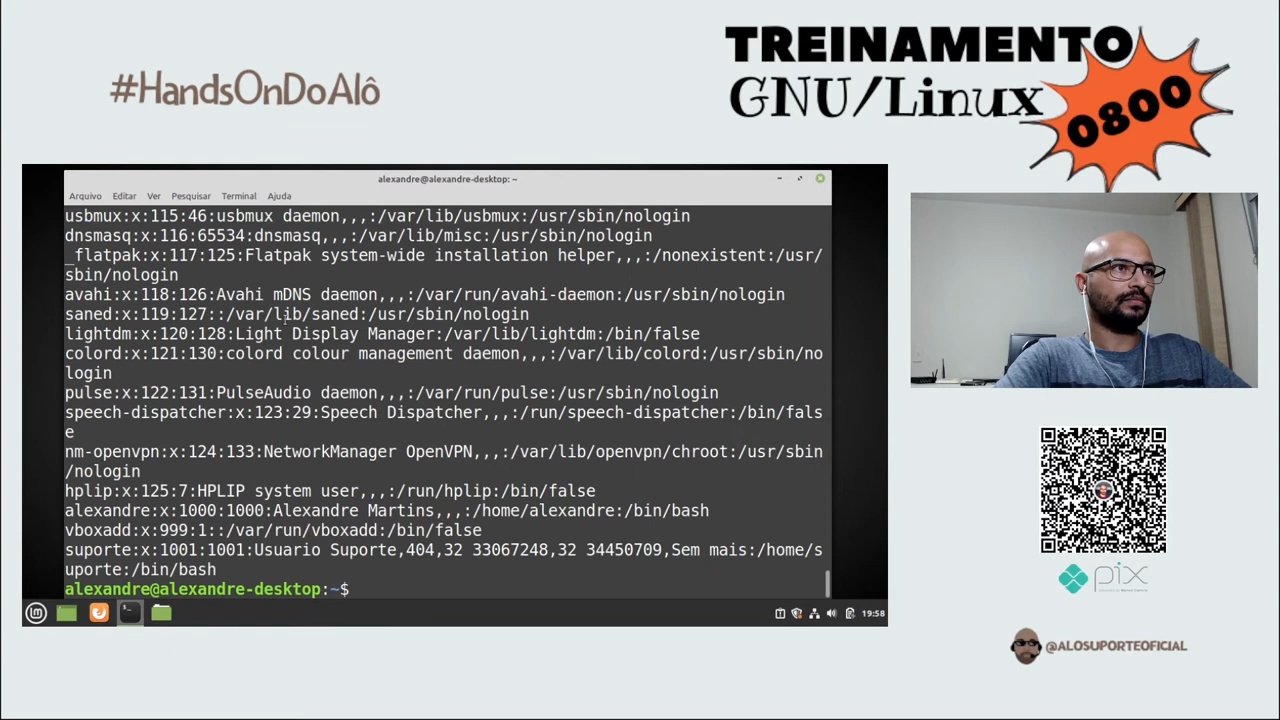 #HandsOnDoAlô
TREINAMENTO
GNU/Linux
0800
alexandre@alexandre-desktop: ~
Arquivo Editar Ver Pesquisar Terminal Ajuda
usbmux:x:115:46:usbmux daemon,,,:/var/lib/usbmux:/usr/sbin/nologin
dnsmasq:x:116:65534:dnsmasq,,,:/var/lib/misc:/usr/sbin/nologin
_flatpak:x:117:125:Flatpak system-wide installation helper,,,:/nonexistent:/usr/
sbin/nologin
avahi:x:118:126:Avahi mDNS daemon,,,:/var/run/avahi-daemon:/usr/sbin/nologin
saned:x:119:127::/var/lib/saned:/usr/sbin/nologin
lightdm:x:120:128:Light Display Manager:/var/lib/lightdm:/bin/false
colord:x:121:130:colord colour management daemon,,,:/var/lib/colord:/usr/sbin/no
login
pulse:x:122:131:PulseAudio daemon,,,:/var/run/pulse:/usr/sbin/nologin
speech-dispatcher:x:123:29:Speech Dispatcher,,,:/run/speech-dispatcher:/bin/fals
e
nm-openvpn:x:124:133:NetworkManager OpenVPN,,,:/var/lib/openvpn/chroot:/usr/sbin
/nologin
hplip:x:125:7:HPLIP system user,,,:/run/hplip:/bin/false
alexandre:x:1000:1000:Alexandre Martins,,,:/home/alexandre:/bin/bash
vboxadd:x:999:1::/var/run/vboxadd:/bin/false
suporte:x:1001:1001:Usuario Suporte,404,32 33067248,32 34450709,Sem mais:/home/s
uporte:/bin/bash
alexandre@alexandre-desktop:~$
19:58
pix
@ALOSUPORTEOFICIAL